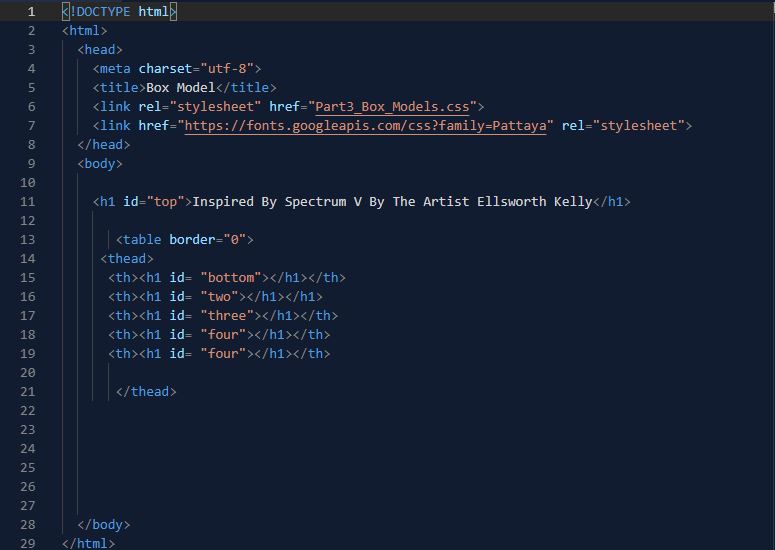 1 <!DOCTYPE html>
2 <html>
3 <head>
4 <meta charset="utf-8">
5 <title>Box Model</title>
6 <link rel="stylesheet" href="Part3_Box_Models.css">
7 <link href="https://fonts.googleapis.com/css?family=Pattaya" rel="stylesheet">
8 </head>
9 <body>
10
11 <h1 id="top">Inspired By Spectrum V By The Artist Ellsworth Kelly</h1>
12
13 <table border="0">
14 <thead>
15 <th><h1 id= "bottom"></h1></th>
16 <th><h1 id= "two"></h1></h1>
17 <th><h1 id= "three"></h1></th>
18 <th><h1 id= "four"></h1></th>
19 <th><h1 id= "four"></h1></th>
20
21 </thead>
22
23
24
25
26
27
28 </body>
29 </html>